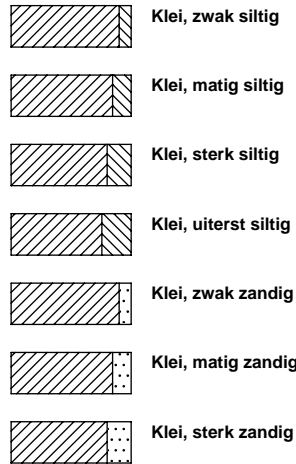 Klei, zwak siltig
Klei, matig siltig
Klei, sterk siltig
Klei, uiterst siltig
Klei, zwak zandig
Klei, matig zandig
Klei, sterk zandig